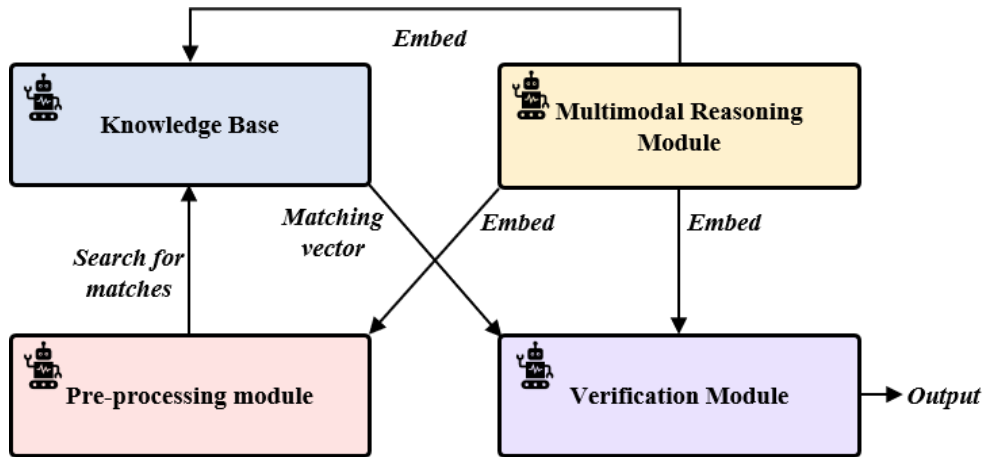 Embed
Knowledge Base
Multimodal Reasoning
Module
Matching
vector
Embed
Embed
Search for
matches
Pre-processing module
Verification Module
Output